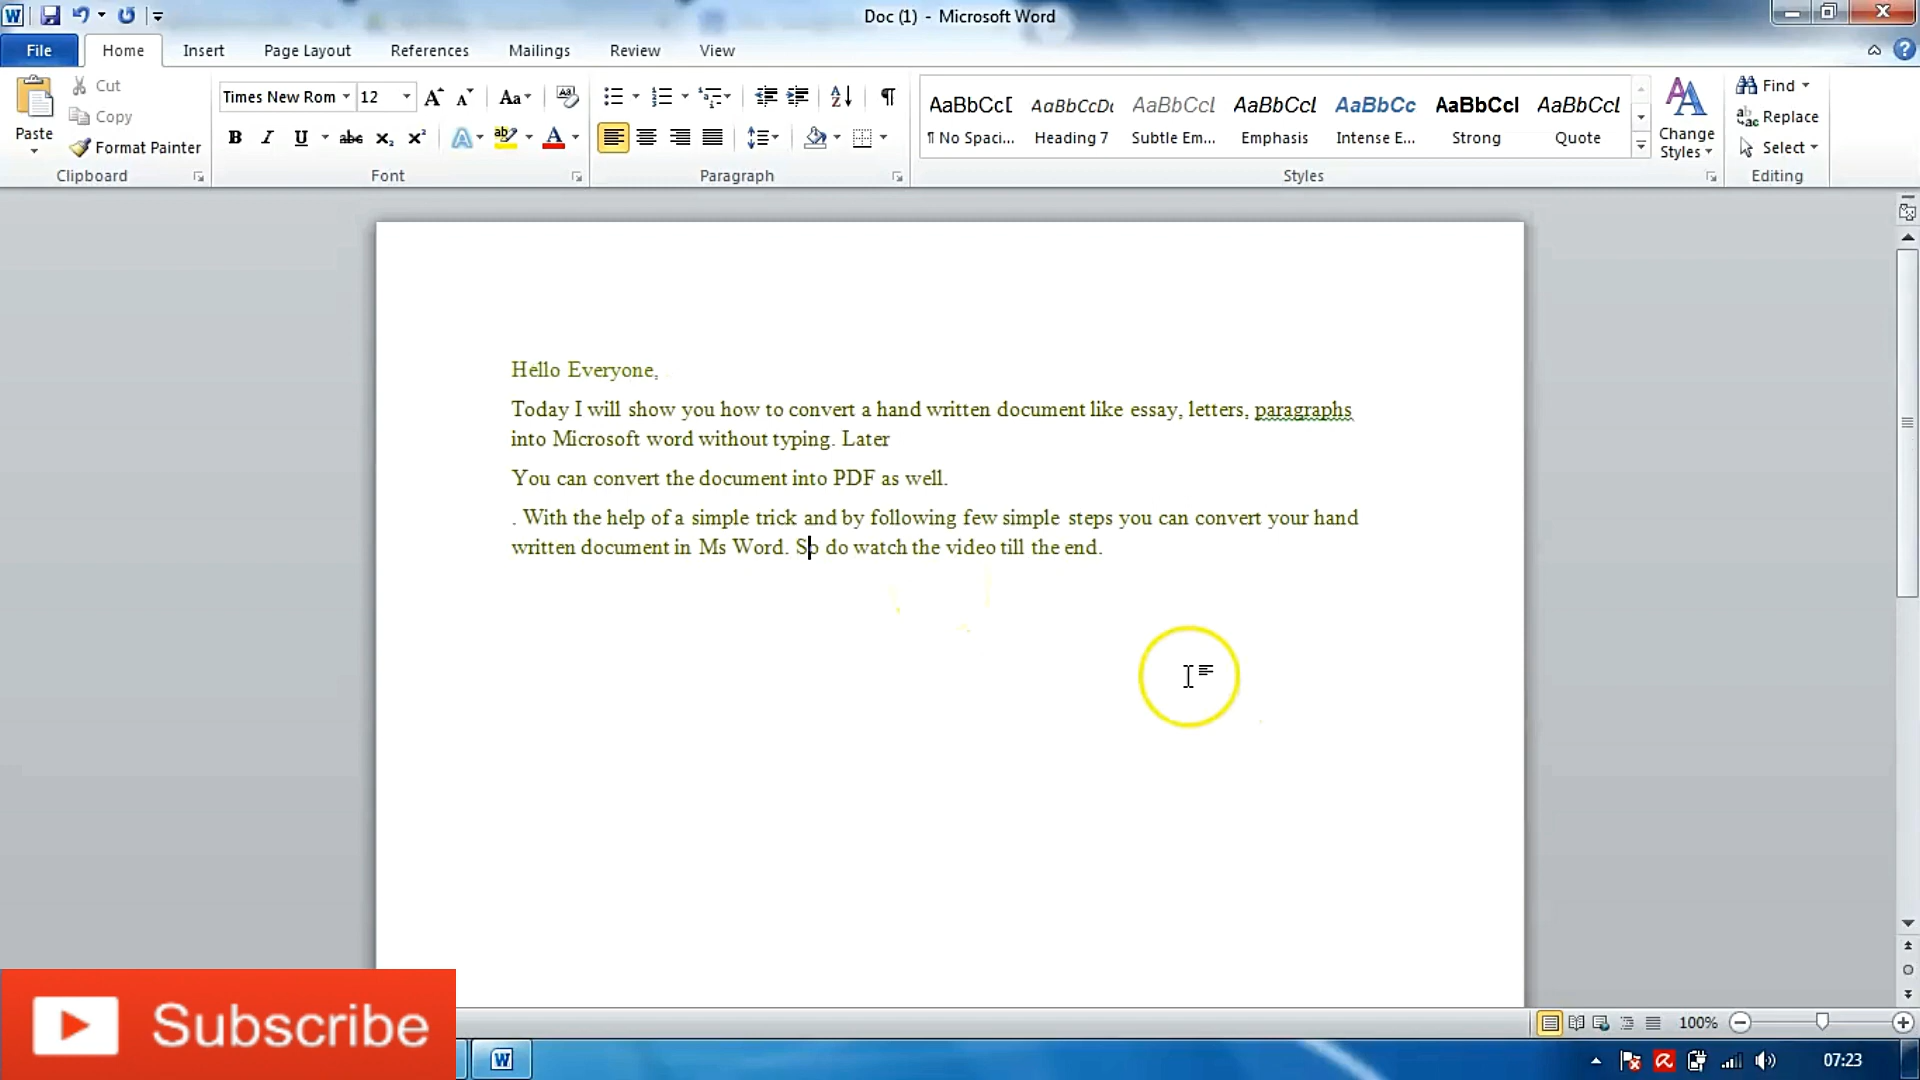 Doc (1) - Microsoft Word
File Home Insert Page Layout References Mailings Review View
Paste
Cut
Copy
Format Painter
Clipboard
Times New Rom 12
Font
Paragraph
AaBbCc[ AaBbCcDc AaBbCcL AaBbCcL AaBbCc AaBbCcl AaBbCcL
¶ No Spaci... Heading 7 Subtle Em... Emphasis Intense E... Strong Quote
Styles
Change
Styles
Find
Replace
Select
Editing
Hello Everyone,
Today I will show you how to convert a hand written document like essay, letters, paragraphs
into Microsoft word without typing. Later
You can convert the document into PDF as well.
. With the help of a simple trick and by following few simple steps you can convert your hand
written document in Ms Word. So do watch the video till the end.
Subscribe
100%
07:23